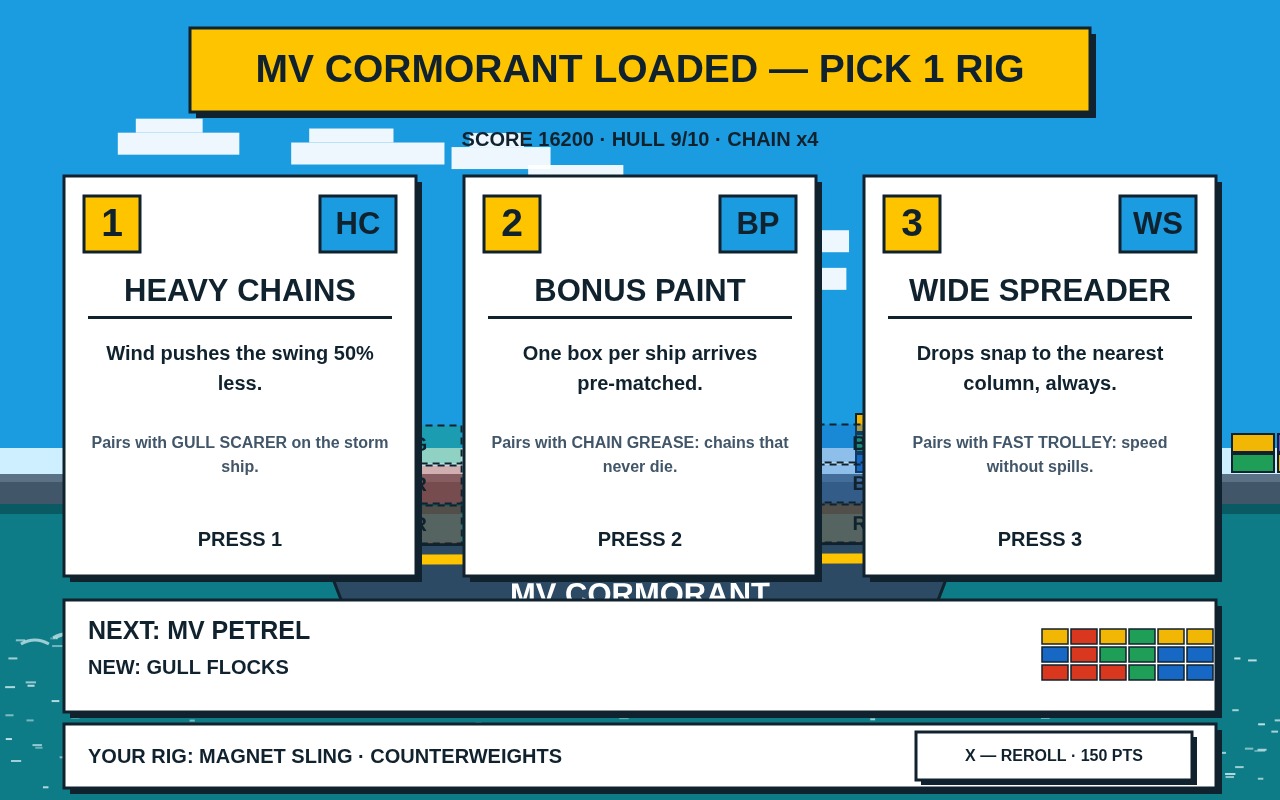 MV CORMORANT LOADED — PICK 1 RIG
SCORE 16200 · HULL 9/10 · CHAIN x4
1
HC
HEAVY CHAINS
Wind pushes the swing 50%
less.
Pairs with GULL SCARER on the storm
ship.
PRESS 1
2
BP
BONUS PAINT
One box per ship arrives
pre-matched.
Pairs with CHAIN GREASE: chains that
never die.
PRESS 2
3
WS
WIDE SPREADER
Drops snap to the nearest
column, always.
Pairs with FAST TROLLEY: speed
without spills.
PRESS 3
MV CORMORANT
NEXT: MV PETREL
NEW: GULL FLOCKS
YOUR RIG: MAGNET SLING · COUNTERWEIGHTS
X — REROLL · 150 PTS